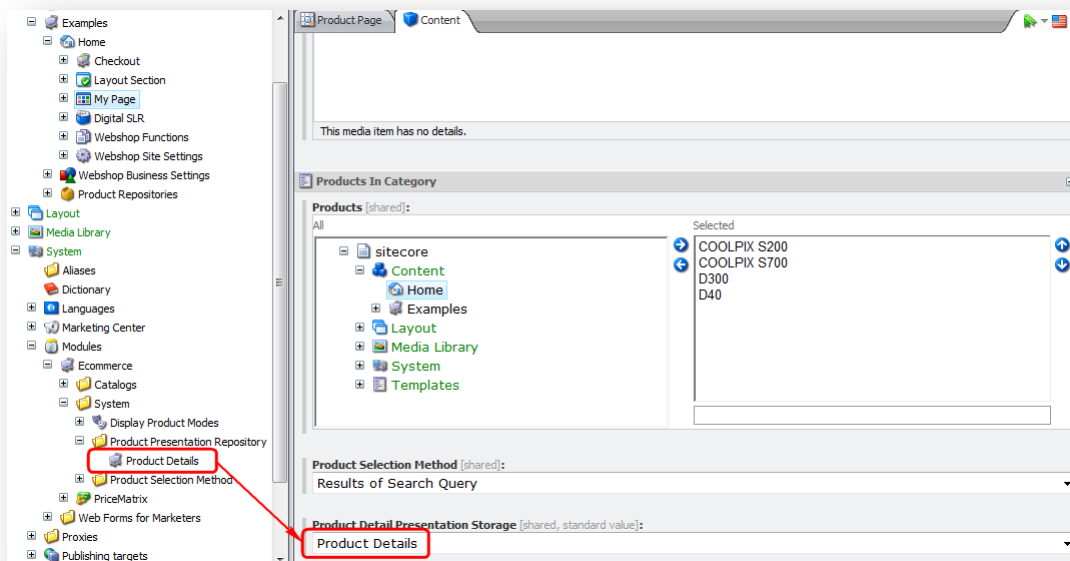 Examples
Home
Checkout
Layout Section
My Page
Digital SLR
Webshop Functions
Webshop Site Settings
Webshop Business Settings
Product Repositories
Layout
Media Library
System
Aliases
Dictionary
Languages
Marketing Center
Modules
Ecommerce
Catalogs
System
Display Product Modes
Product Presentation Repository
Product Details
Product Selection Method
PriceMatrix
Web Forms for Marketers
Proxies
Publishing targets
Product Page
Content
This media item has no details.
Products In Category
Products [shared]:
All
sitecore
Content
Home
Examples
Layout
Media Library
System
Templates
Selected
COOLPIX S200
COOLPIX S700
D300
D40
Product Selection Method [shared]:
Results of Search Query
Product Detail Presentation Storage [shared, standard value]:
Product Details